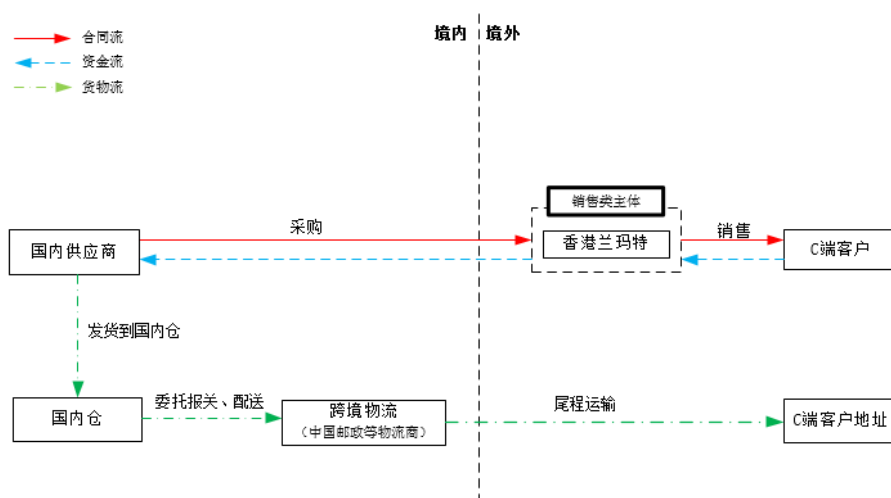 合同流
资金流
货物流
境内
境外
销售类主体
采购
销售
国内供应商
香港兰玛特
C端客户
发货到国内仓
委托报关、配送
跨境物流
（中国邮政等物流商）
尾程运输
国内仓
C端客户地址